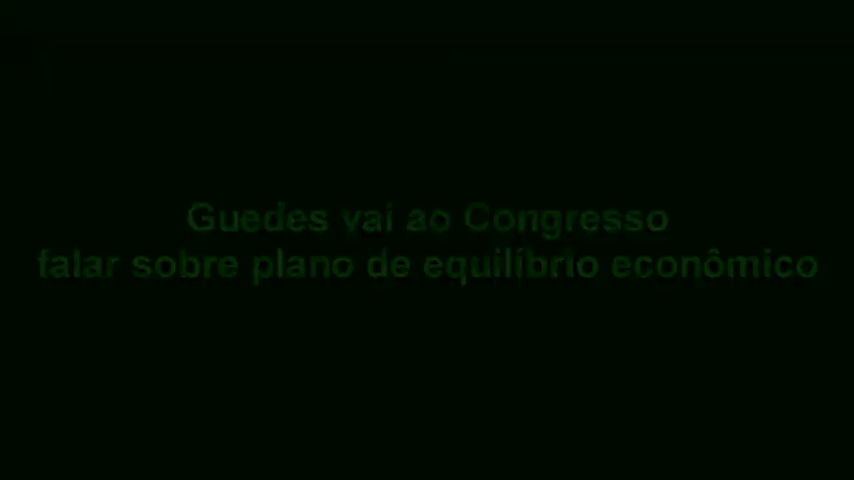 Guedes vai ao Congresso
falar sobre plano de equilíbrio econômico